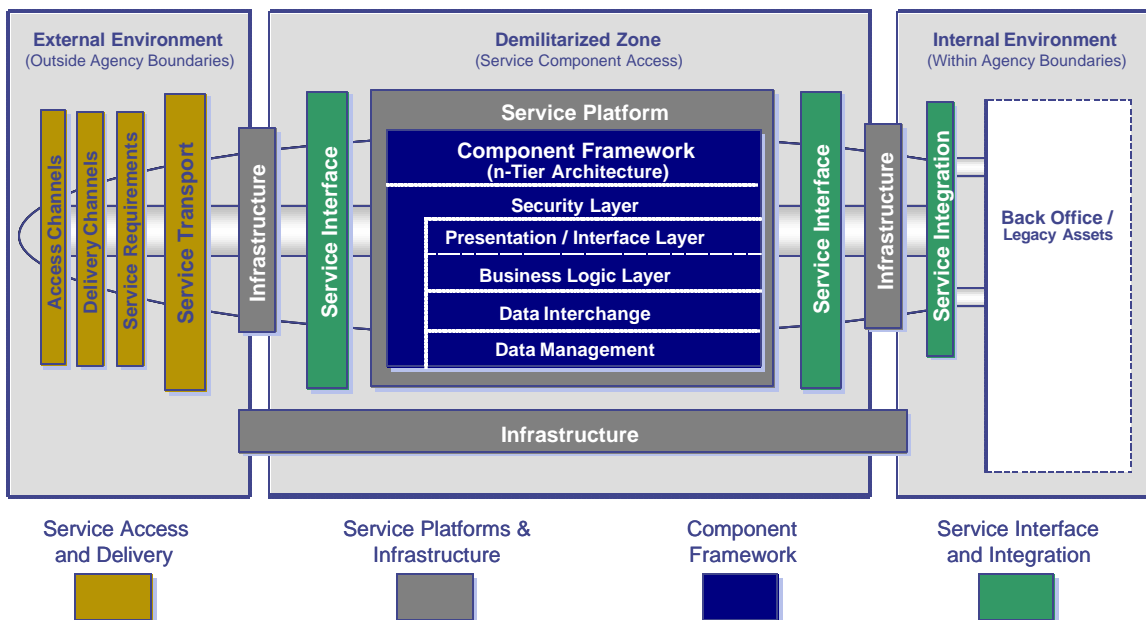 External Environment
(Outside Agency Boundaries)
Demilitarized Zone
(Service Component Access)
Internal Environment
(Within Agency Boundaries)
Access Channels
Delivery Channels
Service Requirements
Service Transport
Infrastructure
Service Interface
Service Platform
Component Framework
(n-Tier Architecture)
Security Layer
Presentation / Interface Layer
Business Logic Layer
Data Interchange
Data Management
Service Interface
Infrastructure
Service Integration
Back Office /
Legacy Assets
Infrastructure
Service Access
and Delivery
Service Platforms &
Infrastructure
Component
Framework
Service Interface
and Integration